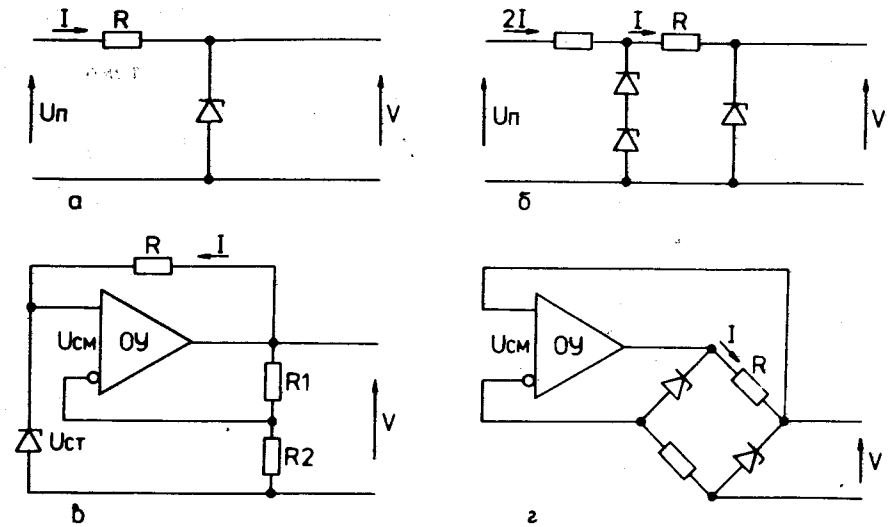 I R
Uп V
а
2I I R
Uп V
б
R I
Uсм ОУ
R1
Uст R2 V
в
Uсм ОУ
I R
V
г